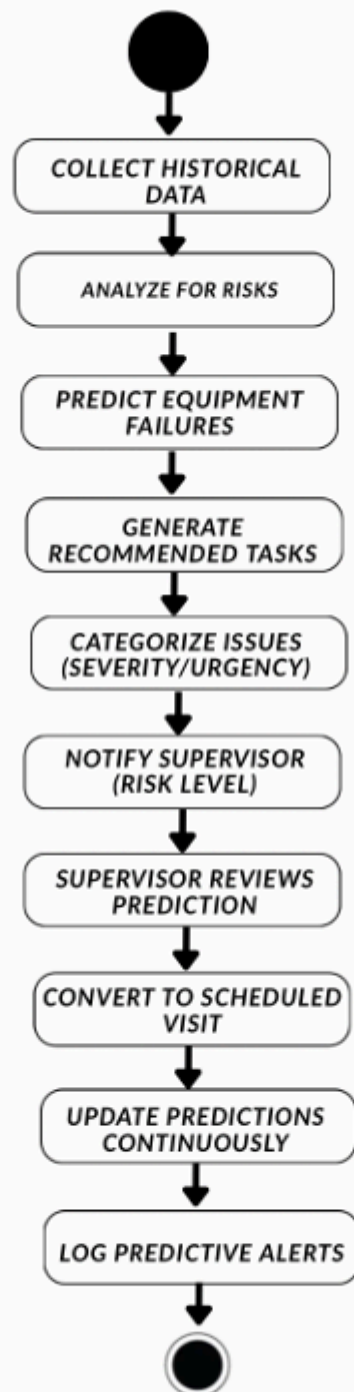 COLLECT HISTORICAL
DATA
ANALYZE FOR RISKS
PREDICT EQUIPMENT
FAILURES
GENERATE
RECOMMENDED TASKS
CATEGORIZE ISSUES
(SEVERITY/URGENCY)
NOTIFY SUPERVISOR
(RISK LEVEL)
SUPERVISOR REVIEWS
PREDICTION
CONVERT TO SCHEDULED
VISIT
UPDATE PREDICTIONS
CONTINUOUSLY
LOG PREDICTIVE ALERTS